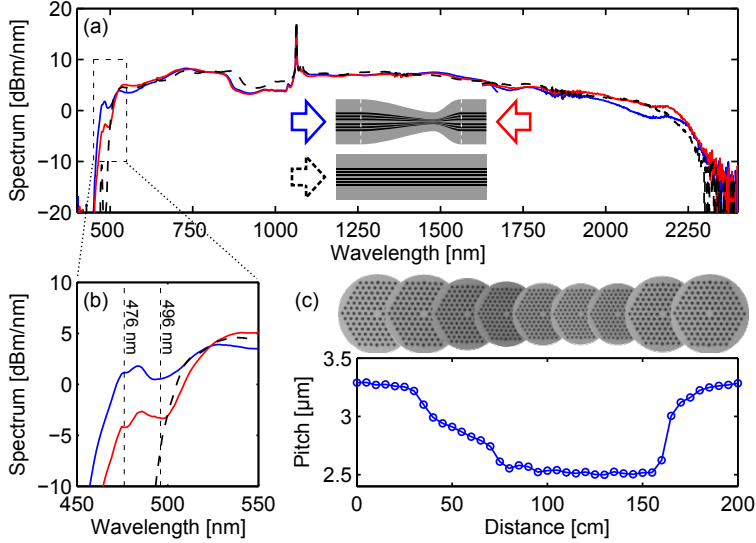 (a)
Spectrum [dBm/nm]
20
10
0
−10
−20
500
750
1000
1250
1500
1750
2000
2250
Wavelength [nm]
(b)
Spectrum [dBm/nm]
10
5
0
−5
−10
476 nm
496 nm
450
500
550
Wavelength [nm]
(c)
Pitch [μm]
3.5
3
2.5
0
50
100
150
200
Distance [cm]